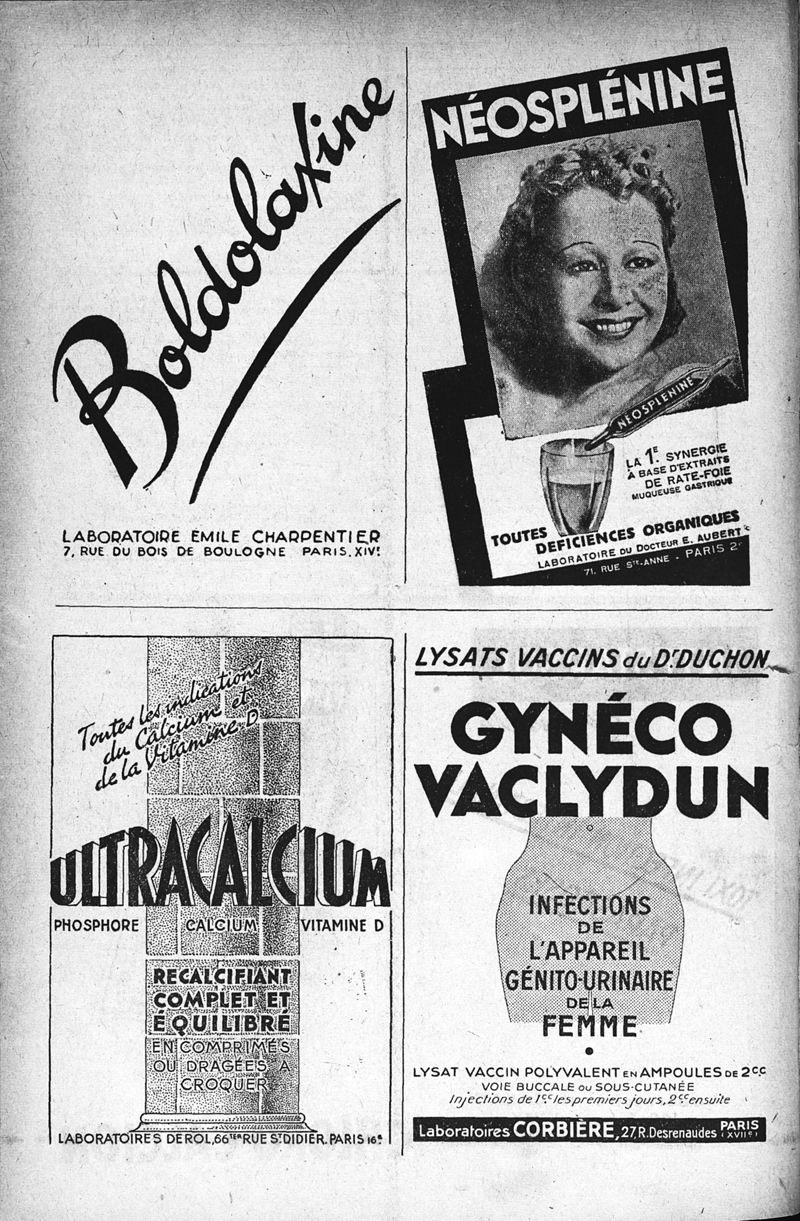 Boldolaxine
LABORATOIRE ÉMILE CHARPENTIER
7, RUE DU BOIS DE BOULOGNE PARIS. XIVᵉ
NÉOSPLÉNINE
NÉOSPLÉNINE
LA 1ᴱ. SYNERGIE
À BASE D'EXTRAITS
DE RATE-FOIE
MUQUEUSE GASTRIQUE
TOUTES DEFICIENCES ORGANIQUES
LABORATOIRE DU DOCTEUR E. AUBERT
71, RUE STE-ANNE - PARIS 2ᵉ
Toutes les indications
du Calcium et
de la Vitamine D
ULTRACALCIUM
PHOSPHORE CALCIUM VITAMINE D
RECALCIFIANT
COMPLET ET
ÉQUILIBRÉ
EN COMPRIMÉS
OU DRAGÉES A
CROQUER
LABORATOIRES DEROL, 66TER RUE ST DIDIER. PARIS 16ᵉ
LYSATS VACCINS du Dr. DUCHON
GYNÉCO
VACLYDUN
INFECTIONS
DE
L'APPAREIL
GÉNITO-URINAIRE
DE LA
FEMME
LYSAT VACCIN POLYVALENT EN AMPOULES DE 2 c.c
VOIE BUCCALE OU SOUS-CUTANÉE
Injections de 1cc les premiers jours, 2cc ensuite
Laboratoires CORBIÈRE, 27, R. Desrenaudes PARIS (XVIIᵉ)